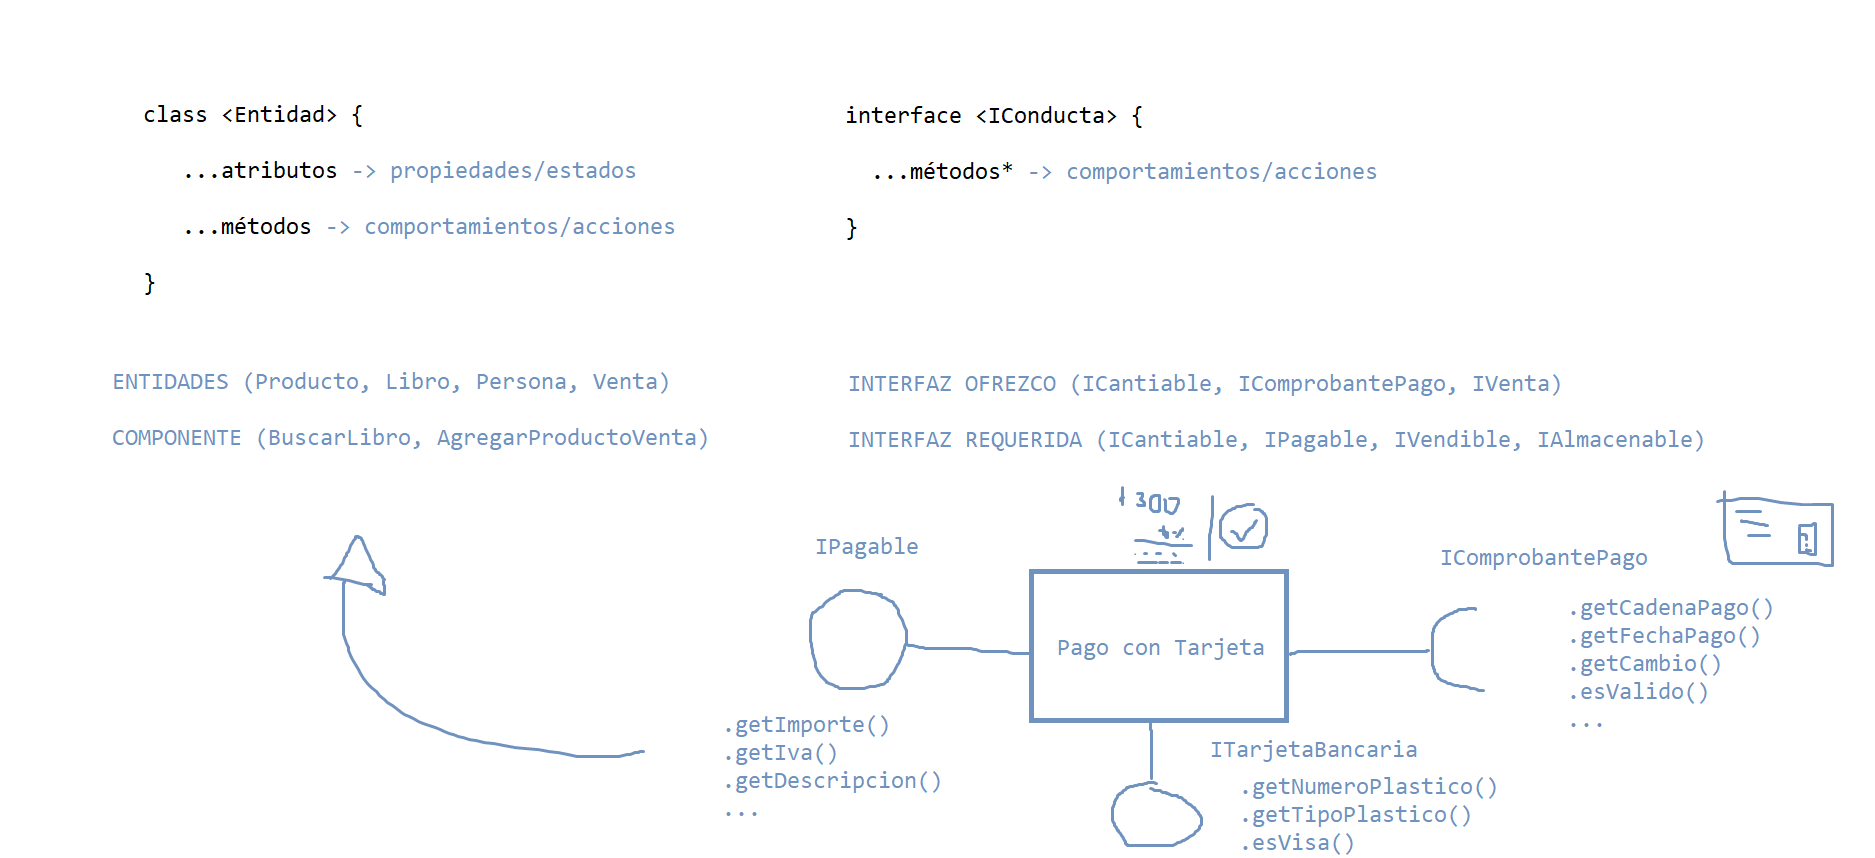 class <Entidad> {
...atributos -> propiedades/estados
...métodos -> comportamientos/acciones
}
interface <IConducta> {
...métodos* -> comportamientos/acciones
}
ENTIDADES (Producto, Libro, Persona, Venta)
COMPONENTE (BuscarLibro, AgregarProductoVenta)
INTERFAZ OFREZCO (ICantiable, IComprobantePago, IVenta)
INTERFAZ REQUERIDA (ICantiable, IPagable, IVendible, IAlmacenable)
300
IPagable
.getImporte()
.getIva()
.getDescripcion()
...
Pago con Tarjeta
IComprobantePago
.getCadenaPago()
.getFechaPago()
.getCambio()
.esValido()
...
ITarjetaBancaria
.getNumeroPlastico()
.getTipoPlastico()
.esVisa()